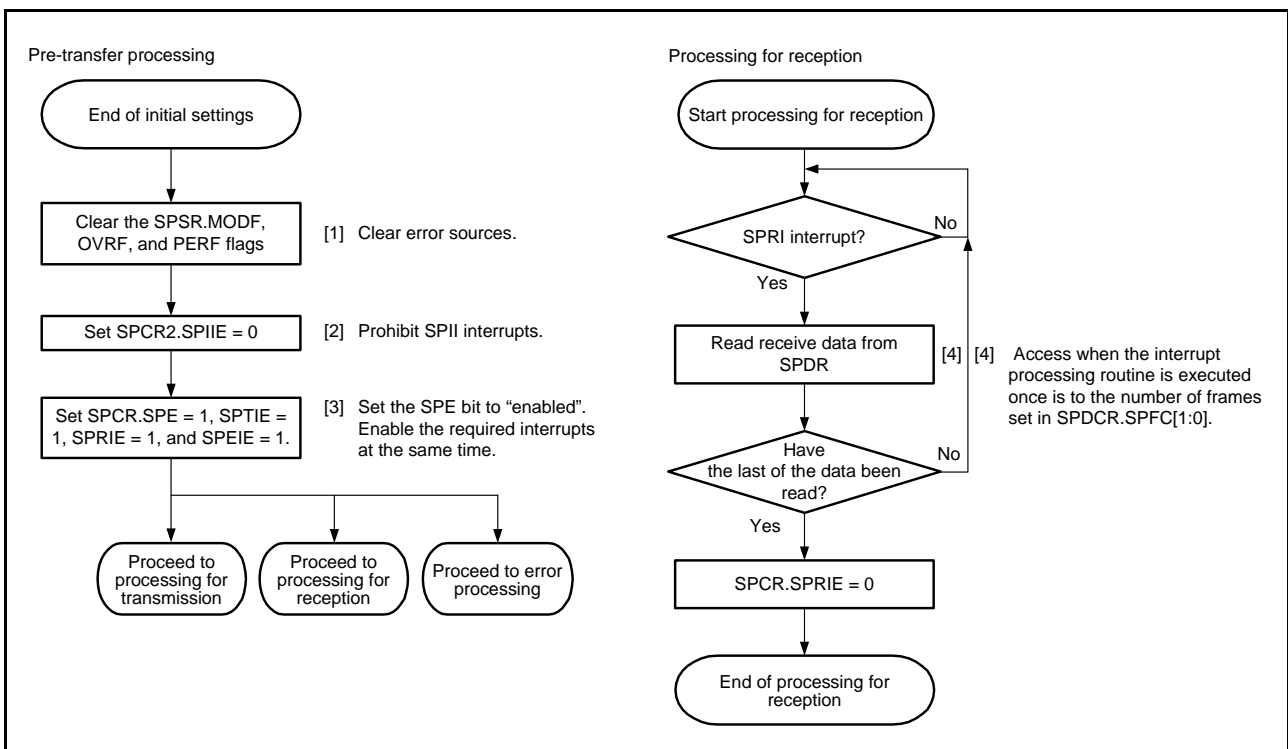 Pre-transfer processing
End of initial settings
Clear the SPSR.MODF,
OVRF, and PERF flags
[1] Clear error sources.
Set SPCR2.SPIIE = 0
[2] Prohibit SPII interrupts.
Set SPCR.SPE = 1, SPTIE =
1, SPRIE = 1, and SPEIE = 1.
[3] Set the SPE bit to “enabled”.
Enable the required interrupts
at the same time.
Proceed to
processing for
transmission
Proceed to
processing for
reception
Proceed to error
processing
Processing for reception
Start processing for reception
SPRI interrupt?
No
Yes
Read receive data from
SPDR
[4]
[4] Access when the interrupt
processing routine is executed
once is to the number of frames
set in SPDCR.SPFC[1:0].
Have
the last of the data been
read?
No
Yes
SPCR.SPRIE = 0
End of processing for
reception